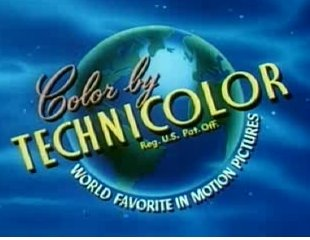 Color by
TECHNICOLOR
Reg. U.S. Pat. Off.
WORLD FAVORITE IN MOTION PICTURES